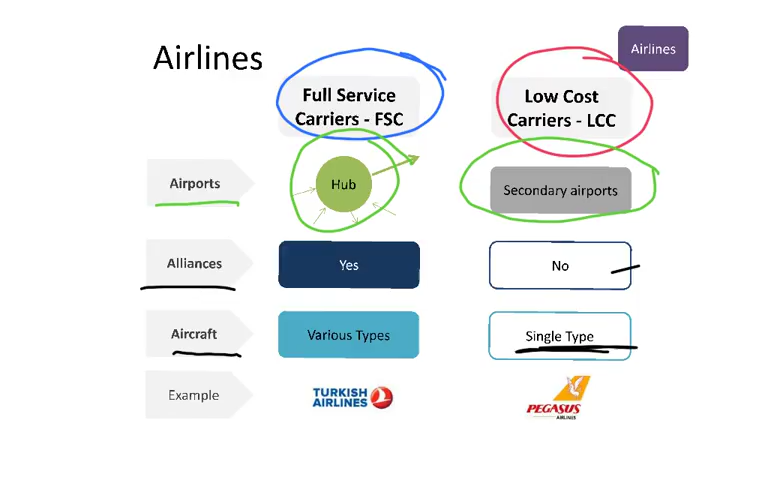 Airlines
Airlines
Full Service
Carriers - FSC
Low Cost
Carriers - LCC
Airports
Hub
Secondary airports
Alliances
Yes
No
Aircraft
Various Types
Single Type
Example
TURKISH
AIRLINES
PEGASUS
AIRLINES